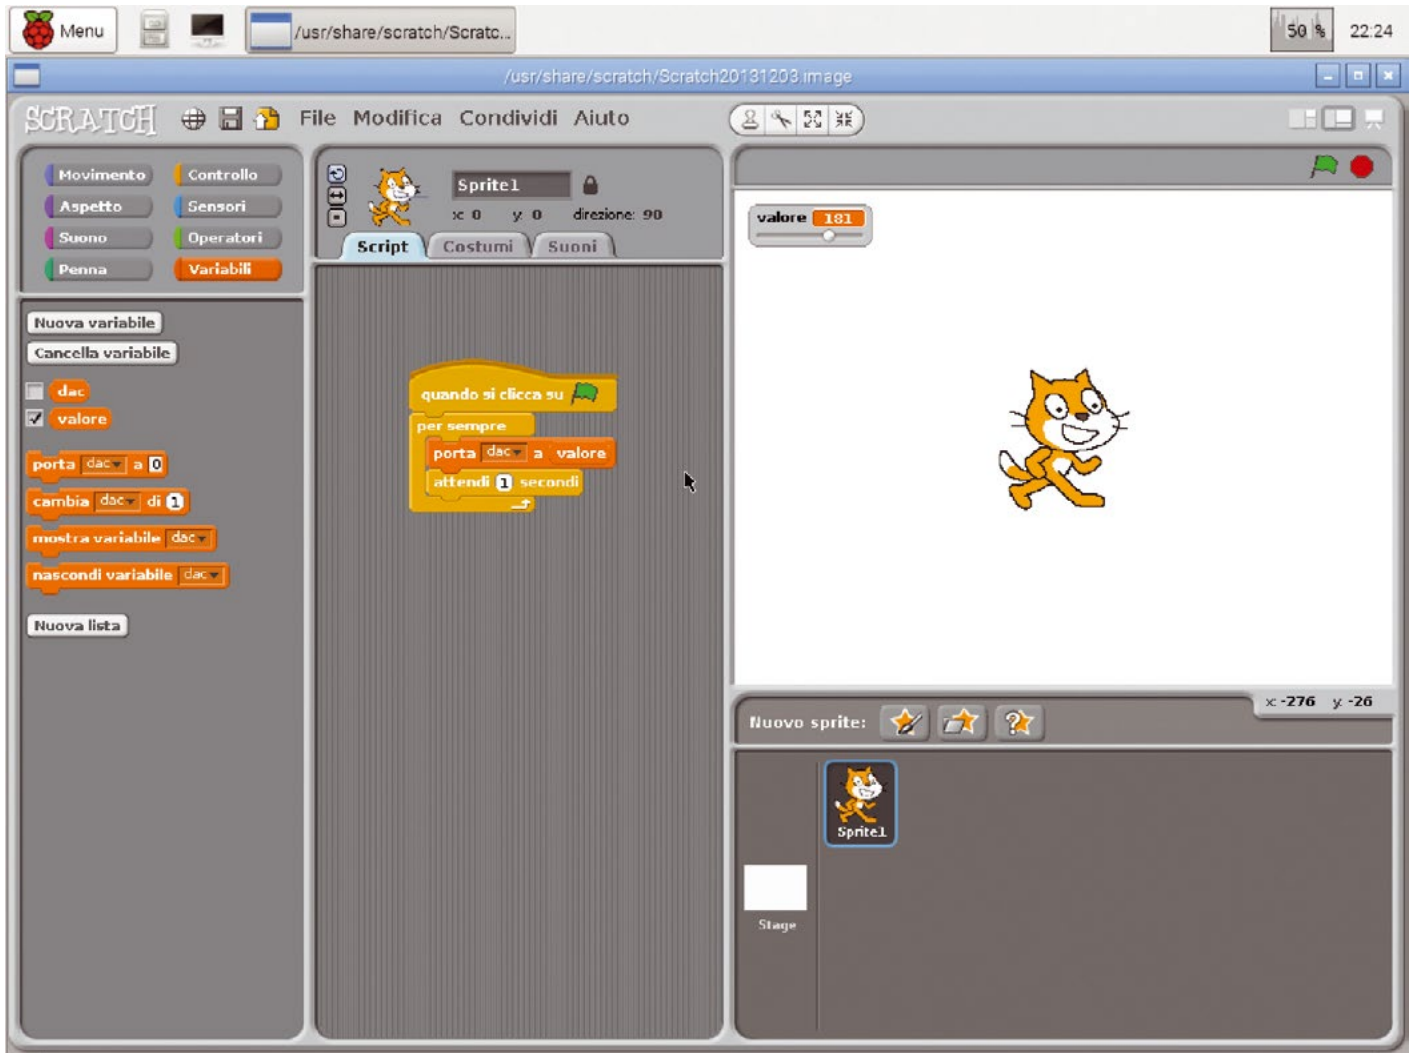 Menu
/usr/share/scratch/Scratc...
50 %
22:24
/usr/share/scratch/Scratch20131203.image
SCRATCH
File Modifica Condividi Aiuto
Movimento Controllo
Aspetto Sensori
Suono Operatori
Penna Variabili
Nuova variabile
Cancella variabile
dac
valore
porta dac a 0
cambia dac di 1
mostra variabile dac
nascondi variabile dac
Nuova lista
Sprite1
x: 0 y: 0 direzione: 90
Script Costumi Suoni
quando si clicca su
per sempre
porta dac a valore
attendi 1 secondi
valore 181
x: -276 y: -26
Nuovo sprite:
Sprite1
Stage